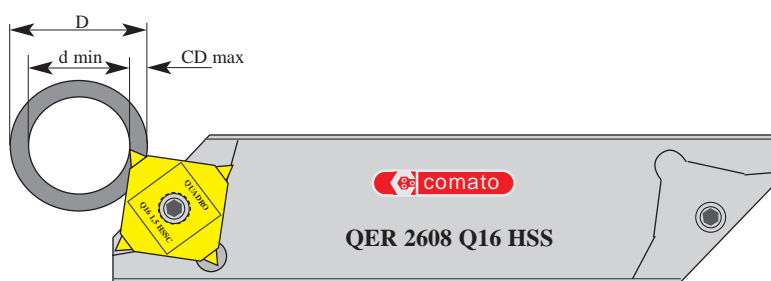 D
d min
CD max
comato
QUADRO
Q16 1,5 HSSC
QER 2608 Q16 HSS